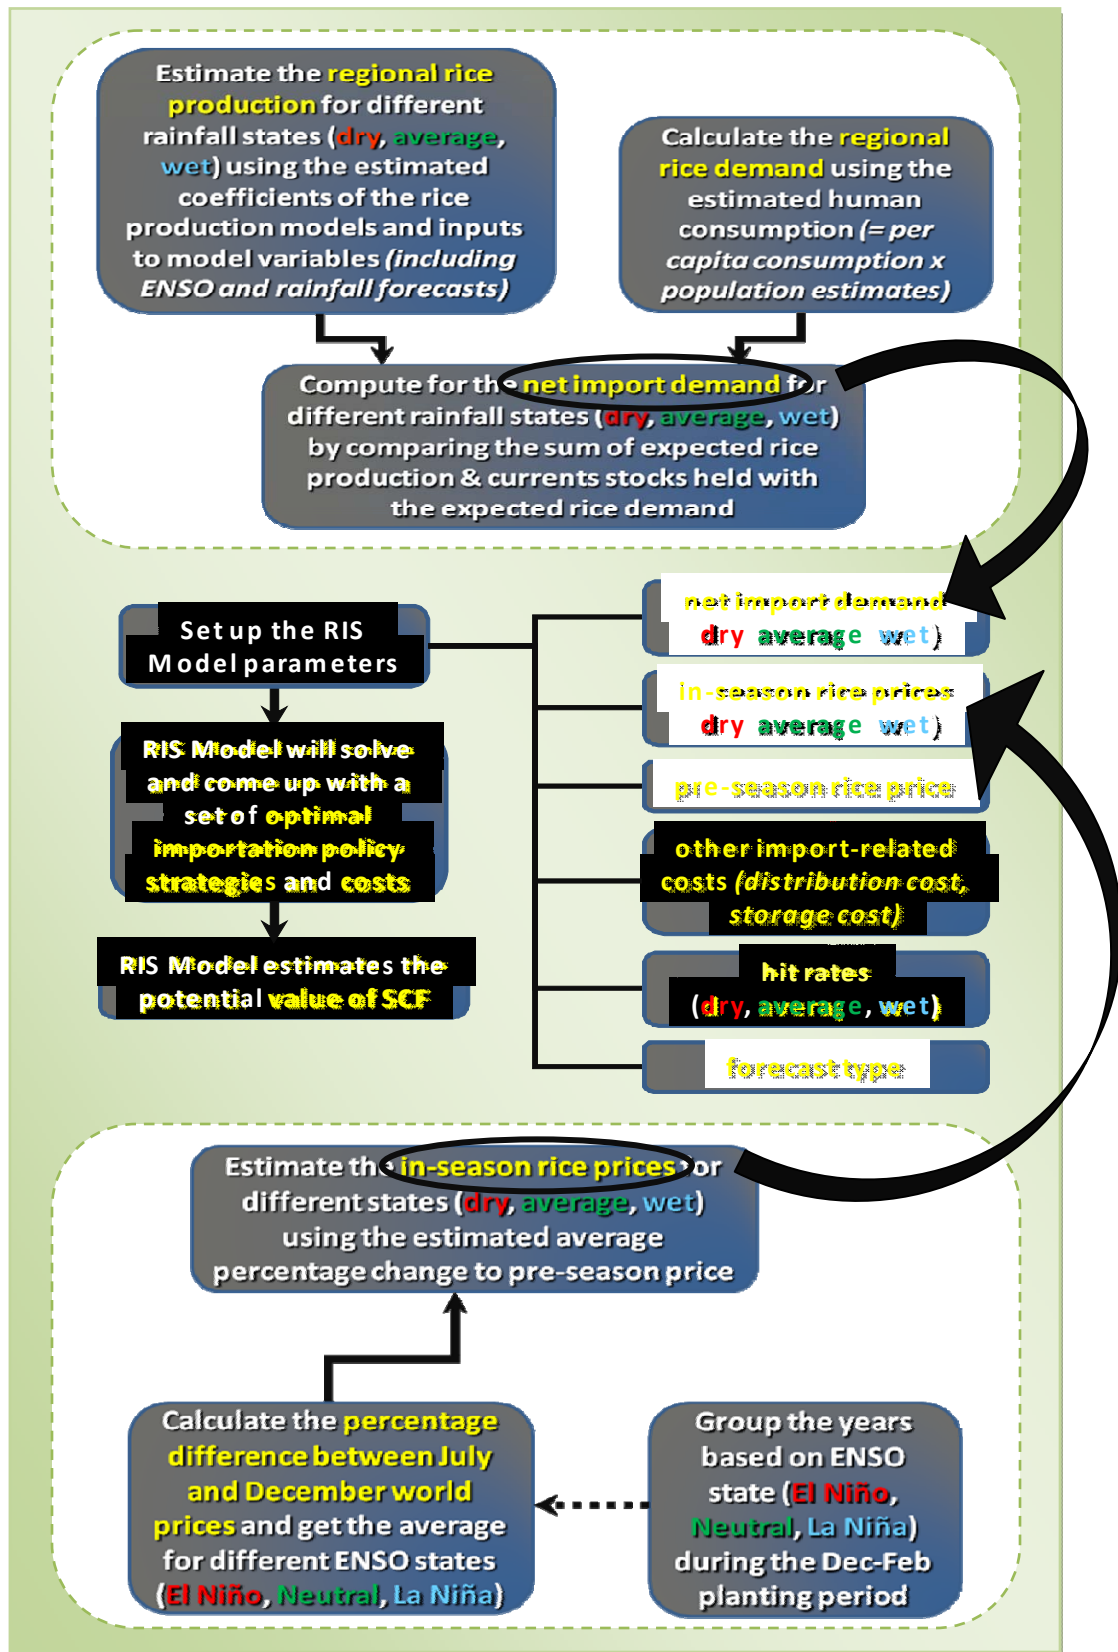 Estimate the regional rice
production for different
rainfall states (dry, average,
wet) using the estimated
coefficients of the rice
production models and inputs
to model variables (including
ENSO and rainfall forecasts)
Calculate the regional
rice demand using the
estimated human
consumption (= per
capita consumption x
population estimates)
Compute for the net import demand for
different rainfall states (dry, average, wet)
by comparing the sum of expected rice
production & currents stocks held with
the expected rice demand
Set up the RIS
Model parameters
RIS Model will solve
and come up with a
set of optimal
importation policy
strategies and costs
RIS Model estimates the
potential value of SCF
net import demand
dry average wet)
in-season rice prices
dry average wet)
pre-season rice price
other import-related
costs (distribution cost,
storage cost)
hit rates
(dry, average, wet)
forecast type
Estimate the in-season rice prices for
different states (dry, average, wet)
using the estimated average
percentage change to pre-season price
Calculate the percentage
difference between July
and December world
prices and get the average
for different ENSO states
(El Niño, Neutral, La Niña)
Group the years
based on ENSO
state (El Niño,
Neutral, La Niña)
during the Dec-Feb
planting period